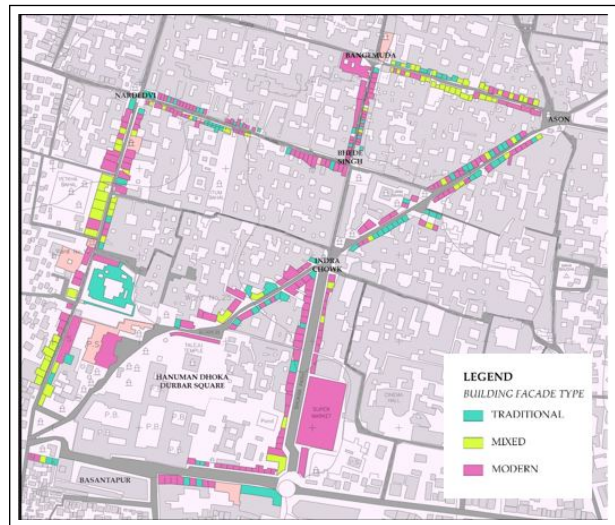 BANGEMUDA
NARDEDVI
ASON
BHEDE
SINGH
INDRA
CHOWK
HANUMAN DHOKA
DURBAR SQUARE
SUPER
MARKET
P.B.
P.B.
P.B.
BASANTAPUR
LEGEND
BUILDING FACADE TYPE
TRADITIONAL
MIXED
MODERN